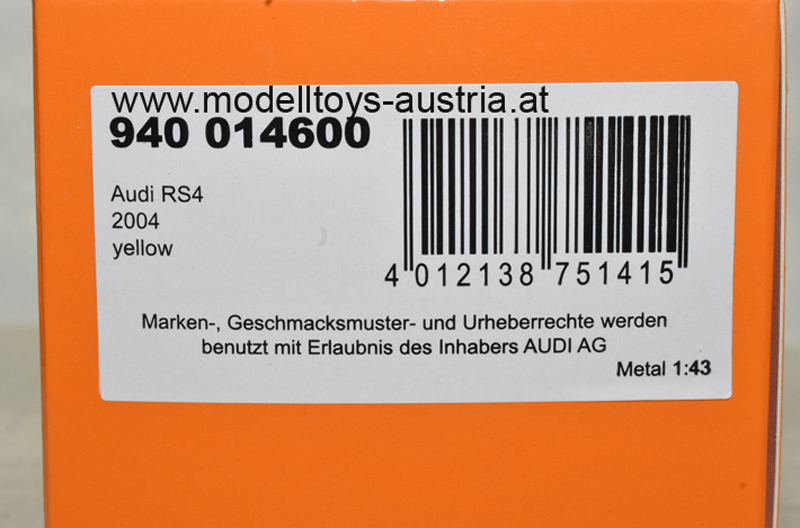 www.modelltoys-austria.at
940 014600
Audi RS4
2004
yellow
4 012138 751415
Marken-, Geschmacksmuster- und Urheberrechte werden
benutzt mit Erlaubnis des Inhabers AUDI AG
Metal 1:43